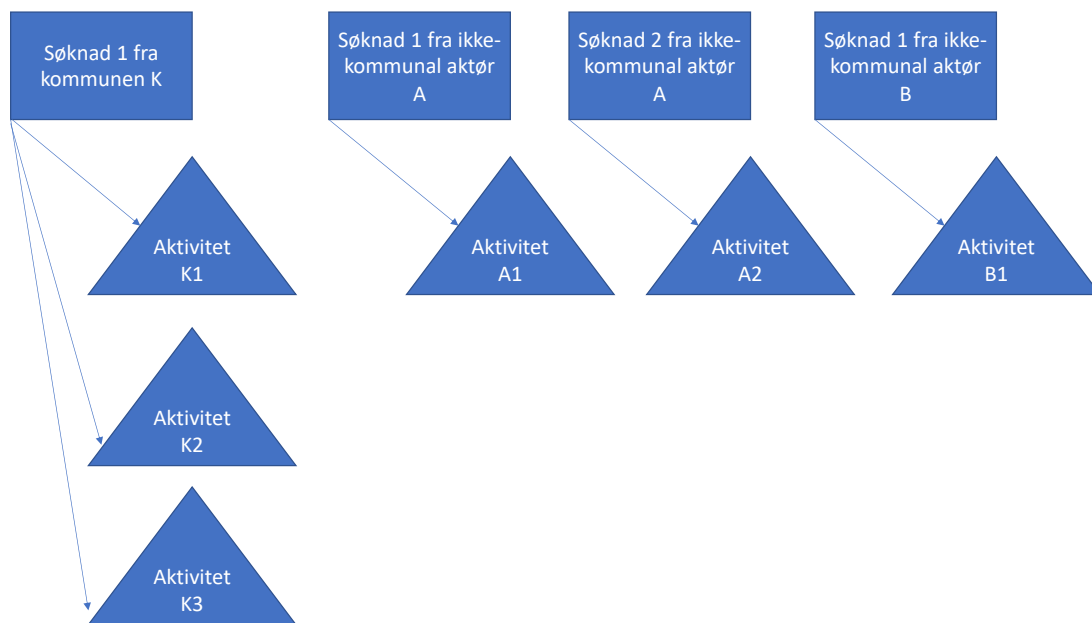 Søknad 1 fra
kommunen K
Søknad 1 fra ikke-
kommunal aktør
A
Søknad 2 fra ikke-
kommunal aktør
A
Søknad 1 fra ikke-
kommunal aktør
B
Aktivitet
K1
Aktivitet
A1
Aktivitet
A2
Aktivitet
B1
Aktivitet
K2
Aktivitet
K3